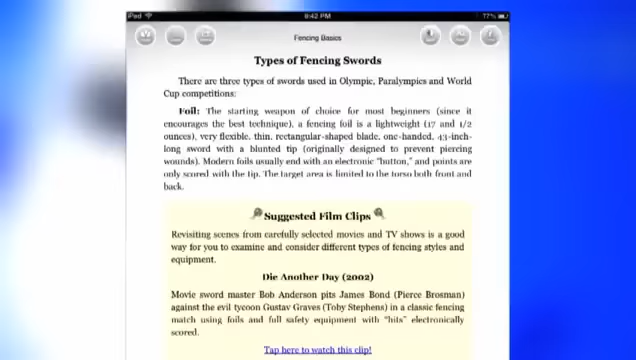 iPad
8:42 PM
77%
Fencing Basics
Types of Fencing Swords
There are three types of swords used in Olympic, Paralympics and World
Cup competitions:
Foil: The starting weapon of choice for most beginners (since it
encourages the best technique), a fencing foil is a lightweight (17 and 1/2
ounces), very flexible, thin, rectangular-shaped blade, one-handed, 43-inch-
long sword with a blunted tip (originally designed to prevent piercing
wounds). Modern foils usually end with an electronic "button," and points are
only scored with the tip. The target area is limited to the torso both front and
back.
Suggested Film Clips
Revisiting scenes from carefully selected movies and TV shows is a good
way for you to examine and consider different types of fencing styles and
equipment.
Die Another Day (2002)
Movie sword master Bob Anderson pits James Bond (Pierce Brosman)
against the evil tycoon Gustav Graves (Toby Stephens) in a classic fencing
match using foils and full safety equipment with "hits" electronically
scored.
Tap here to watch this clip!